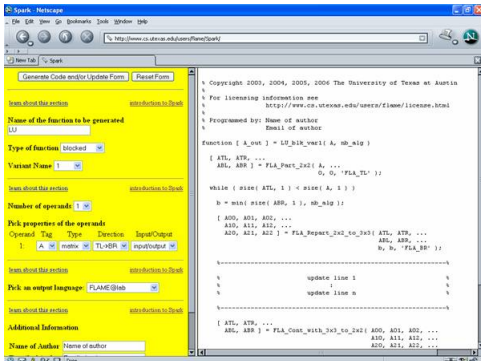 Spark - Netscape
File Edit View Go Bookmarks Tools Window Help
http://www.cs.utexas.edu/users/flame/Spark/
New Tab Spark
Generate Code and/or Update Form Reset Form
learn about this section introduction to Spark
Name of the function to be generated
LU
Type of function blocked
Variant Name 1
learn about this section introduction to Spark
Number of operands 1
Pick properties of the operands
Operand Tag Type Direction Input/Output
1: A matrix TL->BR input/output
learn about this section introduction to Spark
Pick an output language: FLAME@lab
learn about this section introduction to Spark
Additional Information
Name of Author Name of author
% Copyright 2003, 2004, 2005, 2006 The University of Texas at Austin
%
% For licensing information see
% http://www.cs.utexas.edu/users/flame/license.html
%
% Programmed by: Name of author
% Email of author
function [ A_out ] = LU_blk_var1( A, nb_alg )
[ ATL, ATR, ...
ABL, ABR ] = FLA_Part_2x2( A, ...
0, 0, 'FLA_TL' );
while ( size( ATL, 1 ) < size( A, 1 ) )
b = min( size( ABR, 1 ), nb_alg );
[ A00, A01, A02, ...
A10, A11, A12, ...
A20, A21, A22 ] = FLA_Repart_2x2_to_3x3( ATL, ATR, ...
ABL, ABR, ...
b, b, 'FLA_BR' );
%------------------------------------------------------------%
% update line 1 %
% : %
% update line n %
%------------------------------------------------------------%
[ ATL, ATR, ...
ABL, ABR ] = FLA_Cont_with_3x3_to_2x2( A00, A01, A02, ...
A10, A11, A12, ...
A20, A21, A22, ...